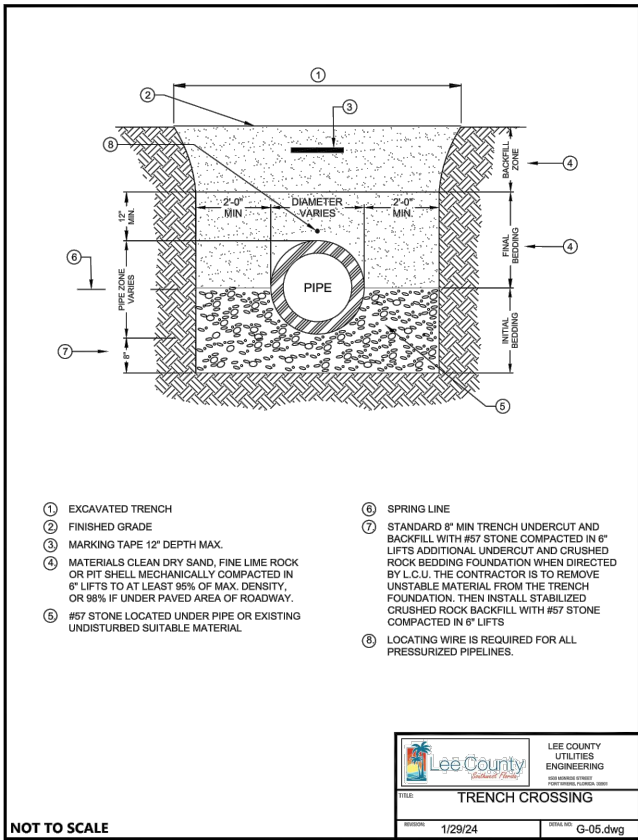 1
2
3
8
BACKFILL
ZONE
4
2'-0"
MIN
DIAMETER
VARIES
2'-0"
MIN.
12"
MIN.
FINAL
BEDDING
4
6
PIPE ZONE
VARIES
PIPE
INITIAL
BEDDING
7
8"
5
1. EXCAVATED TRENCH
2. FINISHED GRADE
3. MARKING TAPE 12" DEPTH MAX.
4. MATERIALS CLEAN DRY SAND, FINE LIME ROCK
OR PIT SHELL MECHANICALLY COMPACTED IN
6" LIFTS TO AT LEAST 95% OF MAX. DENSITY,
OR 98% IF UNDER PAVED AREA OF ROADWAY.
5. #57 STONE LOCATED UNDER PIPE OR EXISTING
UNDISTURBED SUITABLE MATERIAL
6. SPRING LINE
7. STANDARD 8" MIN TRENCH UNDERCUT AND
BACKFILL WITH #57 STONE COMPACTED IN 6"
LIFTS ADDITIONAL UNDERCUT AND CRUSHED
ROCK BEDDING FOUNDATION WHEN DIRECTED
BY L.C.U. THE CONTRACTOR IS TO REMOVE
UNSTABLE MATERIAL FROM THE TRENCH
FOUNDATION. THEN INSTALL STABILIZED
CRUSHED ROCK BACKFILL WITH #57 STONE
COMPACTED IN 6" LIFTS
8. LOCATING WIRE IS REQUIRED FOR ALL
PRESSURIZED PIPELINES.
Lee County
Southwest Florida
LEE COUNTY
UTILITIES
ENGINEERING
MONROE STREET
FORT MYERS, FLORIDA
TITLE:
TRENCH CROSSING
REVISION:
1/29/24
DETAIL NO:
G-05.dwg
NOT TO SCALE